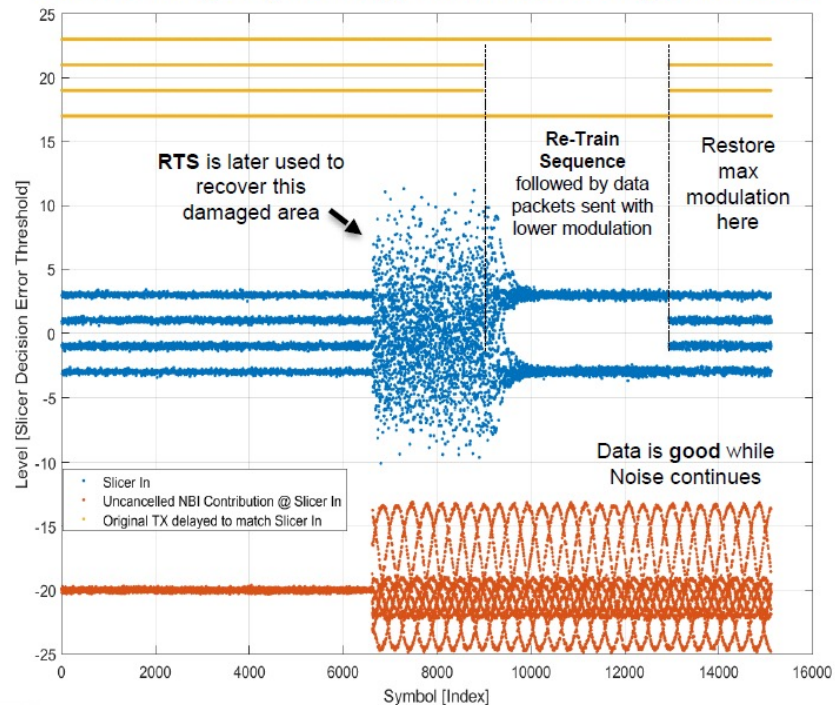 25
20
15
10
5
0
-5
-10
-15
-20
-25
Level [Slicer Decision Error Threshold]
RTS is later used to
recover this
damaged area
Re-Train
Sequence
followed by data
packets sent with
lower modulation
Restore
max
modulation
here
Data is good while
Noise continues
Slicer In
Uncancelled NBI Contribution @ Slicer In
Original TX delayed to match Slicer In
0
2000
4000
6000
8000
10000
12000
14000
16000
Symbol [Index]